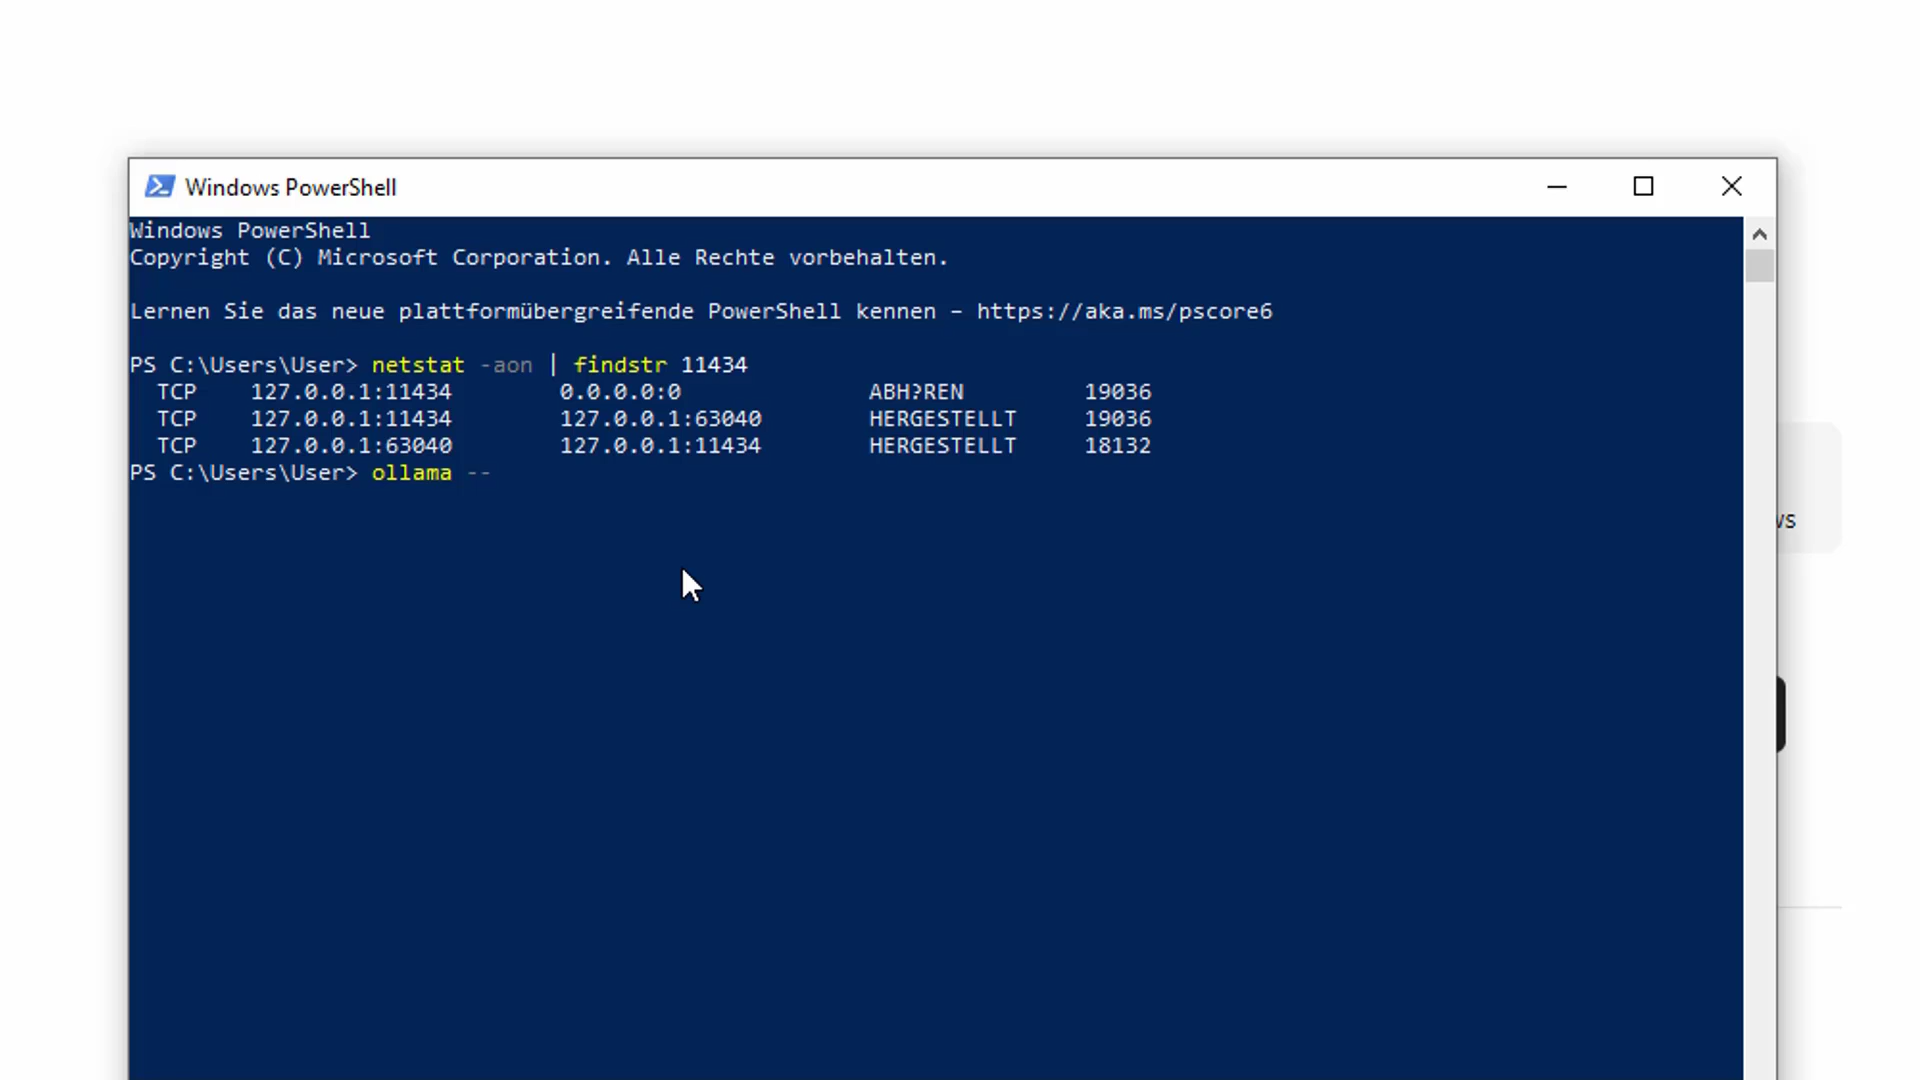 Windows PowerShell
Windows PowerShell
Copyright (C) Microsoft Corporation. Alle Rechte vorbehalten.
Lernen Sie das neue plattformübergreifende PowerShell kennen – https://aka.ms/pscore6
PS C:\Users\User> netstat -aon | findstr 11434
TCP 127.0.0.1:11434 0.0.0.0:0 ABH?REN 19036
TCP 127.0.0.1:11434 127.0.0.1:63040 HERGESTELLT 19036
TCP 127.0.0.1:63040 127.0.0.1:11434 HERGESTELLT 18132
PS C:\Users\User> ollama --